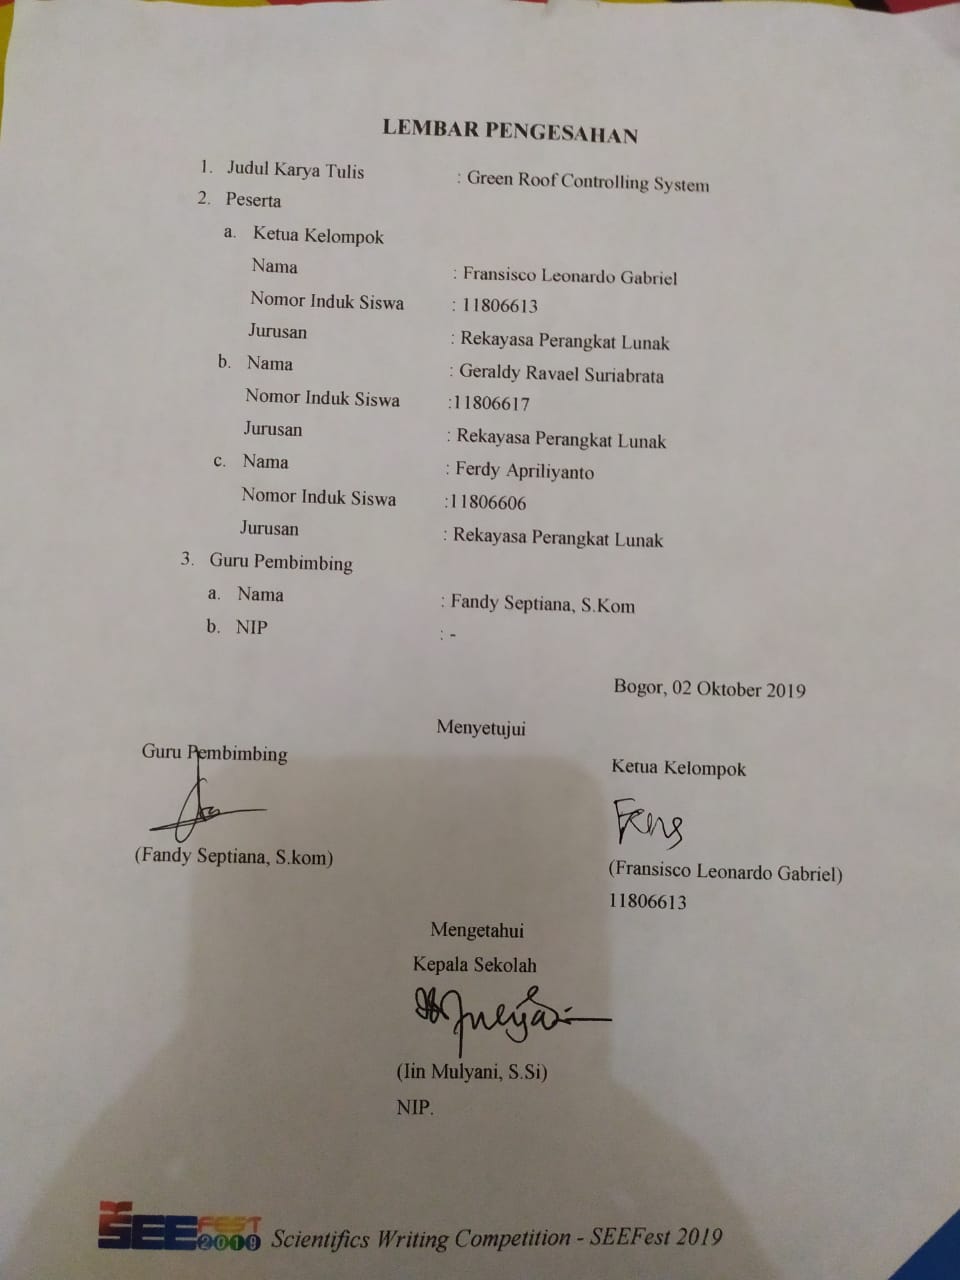 LEMBAR PENGESAHAN
1. Judul Karya Tulis : Green Roof Controlling System
2. Peserta
a. Ketua Kelompok
Nama : Fransisco Leonardo Gabriel
Nomor Induk Siswa : 11806613
Jurusan : Rekayasa Perangkat Lunak
b. Nama : Geraldy Ravael Suriabrata
Nomor Induk Siswa :11806617
Jurusan : Rekayasa Perangkat Lunak
c. Nama : Ferdy Apriliyanto
Nomor Induk Siswa :11806606
Jurusan : Rekayasa Perangkat Lunak
3. Guru Pembimbing
a. Nama : Fandy Septiana, S.Kom
b. NIP : -
Bogor, 02 Oktober 2019
Menyetujui
Guru Pembimbing
Ketua Kelompok
(Fandy Septiana, S.kom)
(Fransisco Leonardo Gabriel)
11806613
Mengetahui
Kepala Sekolah
(Iin Mulyani, S.Si)
NIP.
SEE FEST 2019 Scientifics Writing Competition - SEEFest 2019